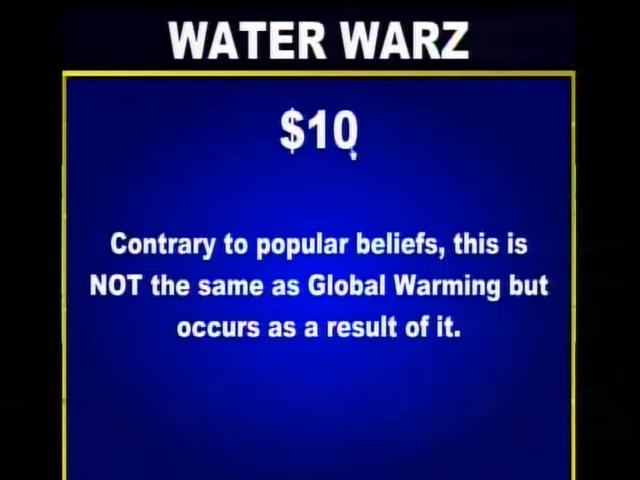 WATER WARZ
$10
Contrary to popular beliefs, this is
NOT the same as Global Warming but
occurs as a result of it.